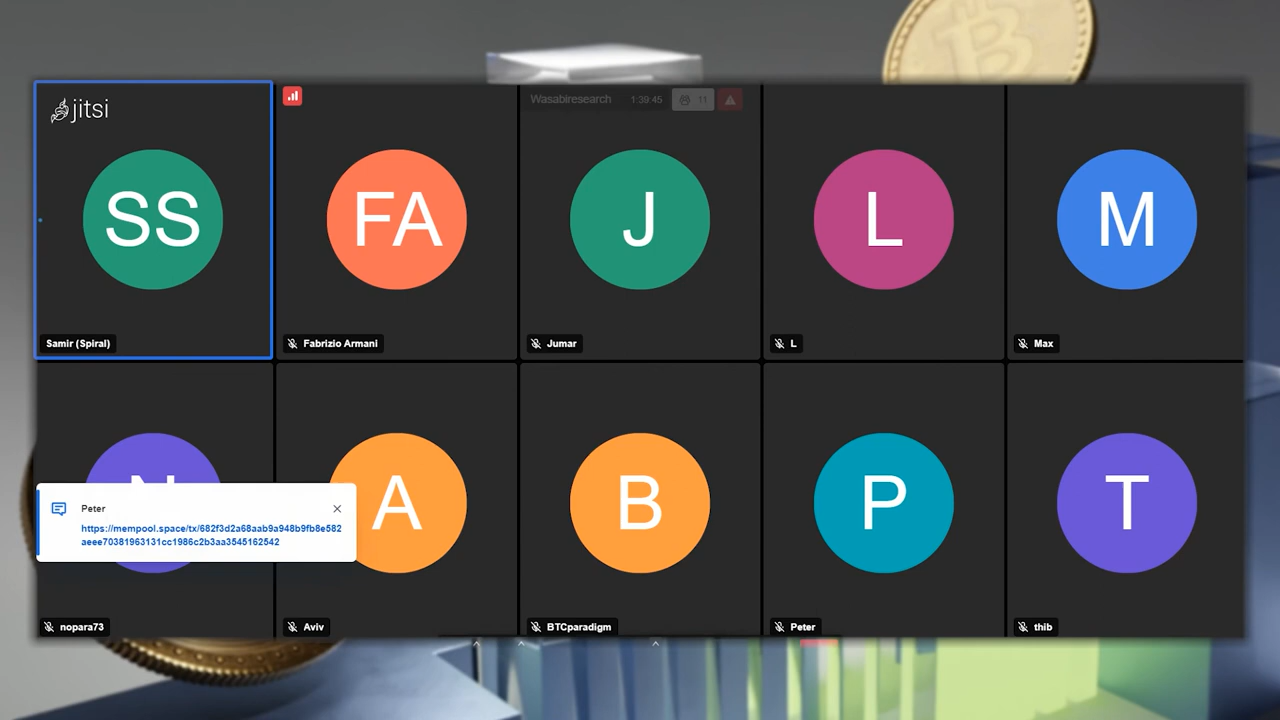 jitsi
Wasabiresearch 1:39:45 11
SS
FA
J
L
M
Samir (Spiral)
Fabrizio Armani
Jumar
L
Max
N
A
B
P
T
Peter
https://mempool.space/tx/682f3d2a68aab9a948b9fb8e582
aeee70381963131cc1986c2b3aa3545162542
nopara73
Aviv
BTCparadigm
Peter
thib